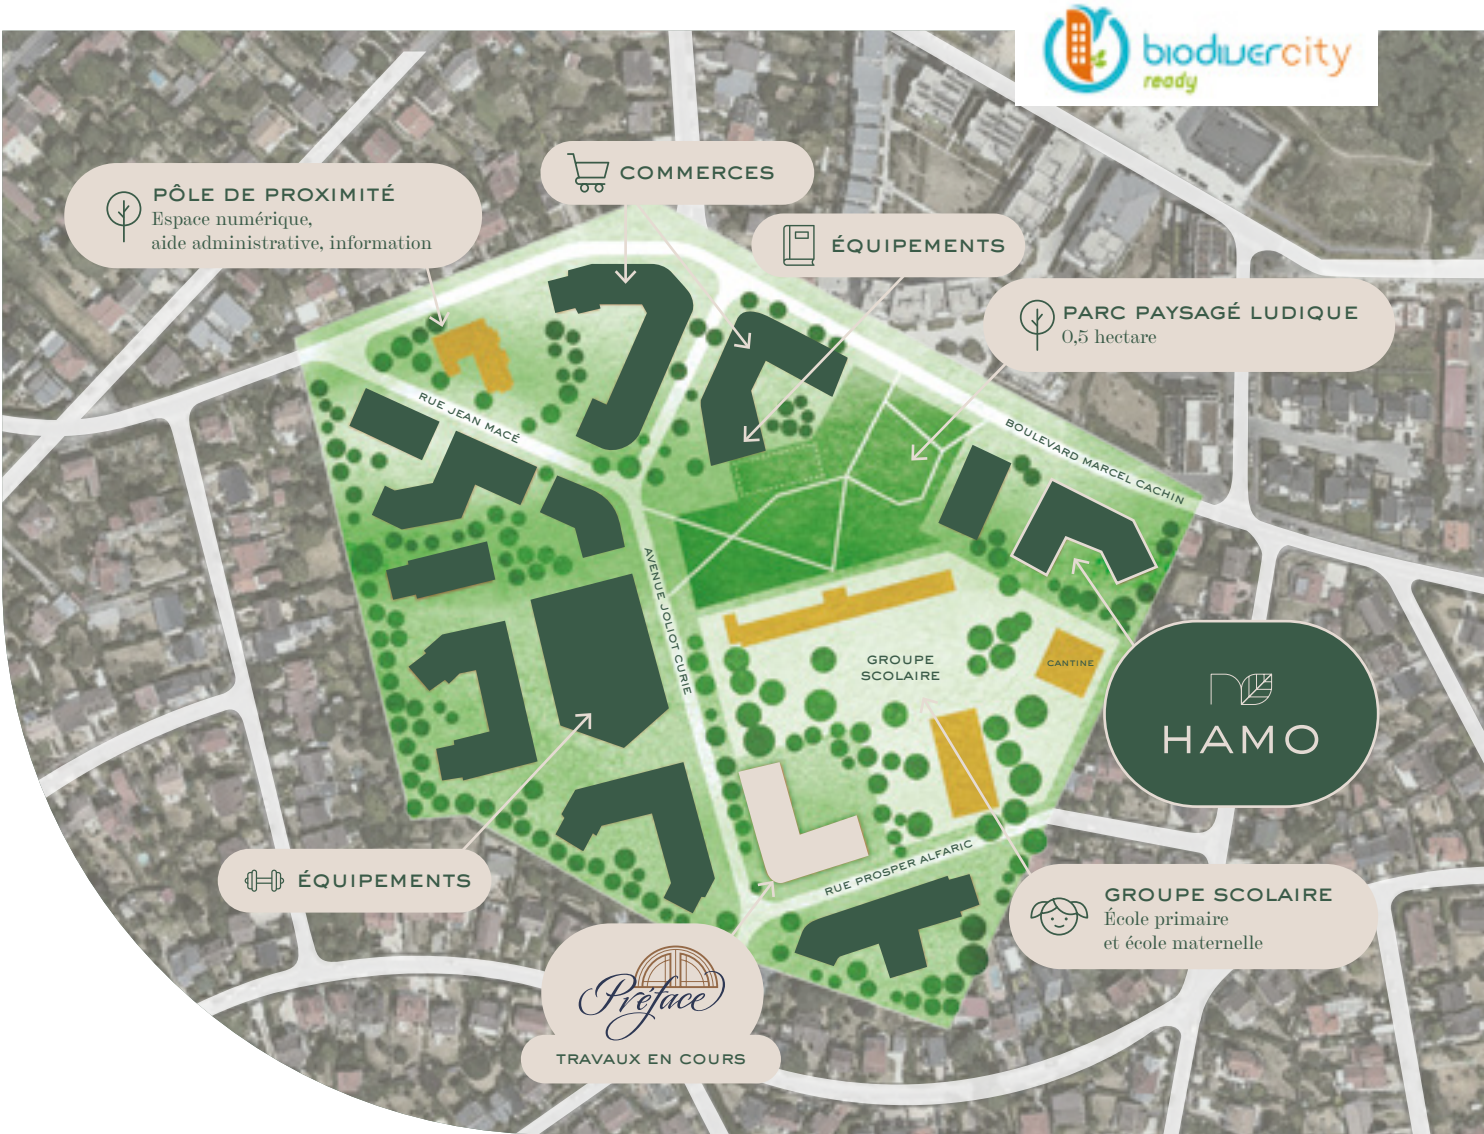 biodivercity
ready
COMMERCES
PÔLE DE PROXIMITÉ
Espace numérique,
aide administrative, information
ÉQUIPEMENTS
PARC PAYSAGÉ LUDIQUE
0,5 hectare
RUE JEAN MACÉ
BOULEVARD MARCEL CACHIN
AVENUE JOLIOT CURIE
GROUPE
SCOLAIRE
CANTINE
HAMO
RUE PROSPER ALFARIC
ÉQUIPEMENTS
GROUPE SCOLAIRE
École primaire
et école maternelle
Préface
TRAVAUX EN COURS